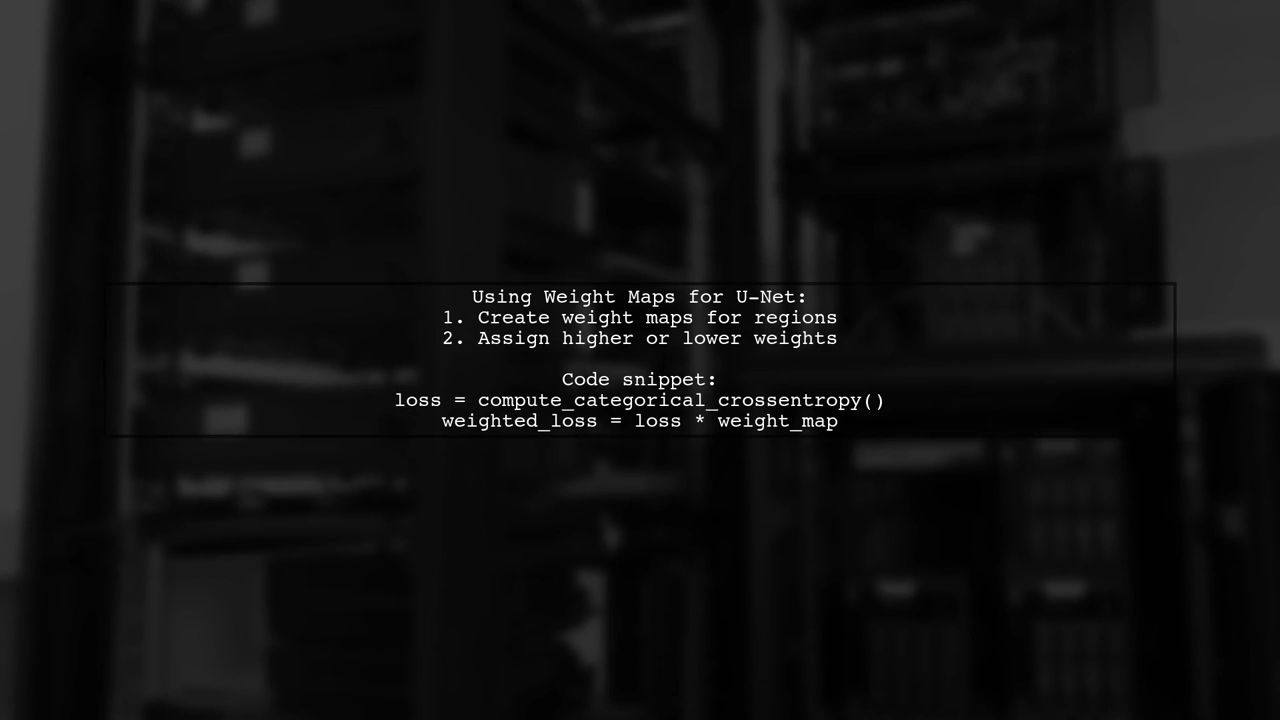 Using Weight Maps for U-Net:
1. Create weight maps for regions
2. Assign higher or lower weights
Code snippet:
loss = compute_categorical_crossentropy()
weighted_loss = loss * weight_map